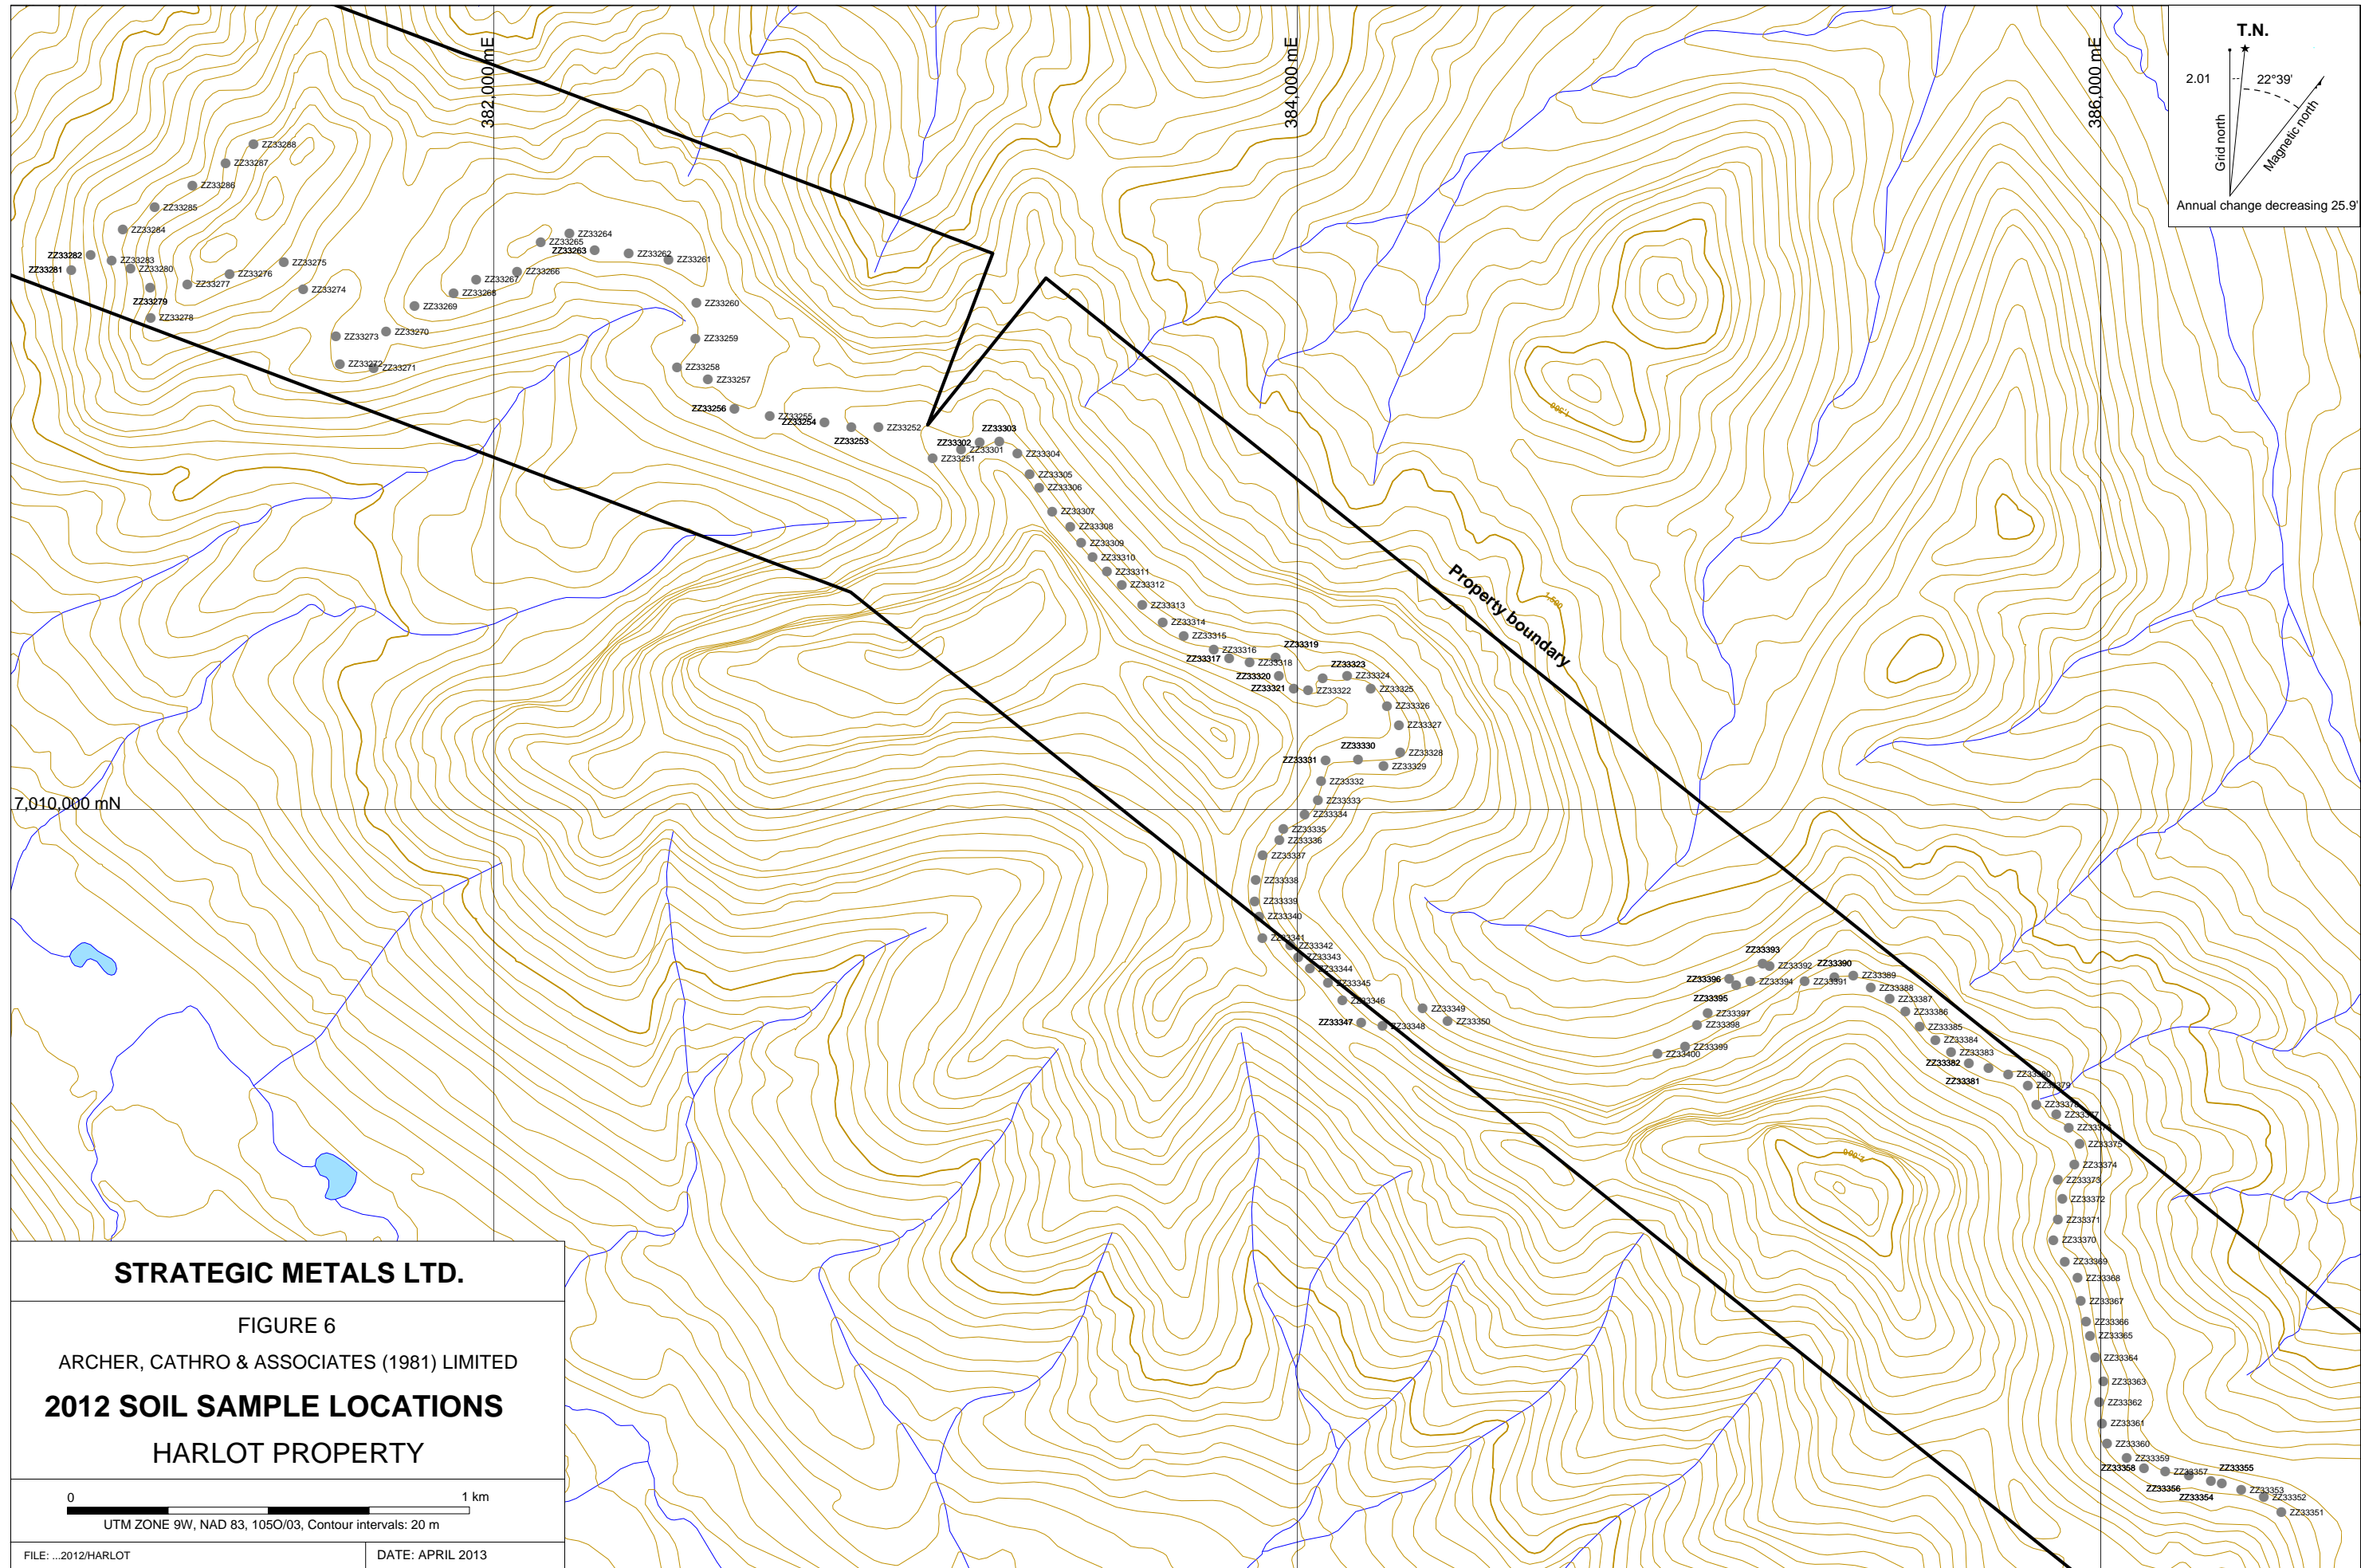 382,000 mE
384,000 mE
386,000 mE
T.N.
2.01
22°39'
Grid north
Magnetic north
Annual change decreasing 25.9'
ZZ33288
ZZ33287
ZZ33286
ZZ33285
ZZ33284
ZZ33282
ZZ33283
ZZ33281
ZZ33280
ZZ33279
ZZ33278
ZZ33277
ZZ33276
ZZ33275
ZZ33274
ZZ33273
ZZ33272
ZZ33271
ZZ33270
ZZ33269
ZZ33268
ZZ33267
ZZ33266
ZZ33265
ZZ33264
ZZ33263
ZZ33262
ZZ33261
ZZ33260
ZZ33259
ZZ33258
ZZ33257
ZZ33256
ZZ33255
ZZ33254
ZZ33253
ZZ33252
ZZ33251
ZZ33301
ZZ33302
ZZ33303
ZZ33304
ZZ33305
ZZ33306
ZZ33307
ZZ33308
ZZ33309
ZZ33310
ZZ33311
ZZ33312
ZZ33313
ZZ33314
ZZ33315
ZZ33316
ZZ33317
ZZ33318
ZZ33319
ZZ33320
ZZ33321
ZZ33322
ZZ33323
ZZ33324
ZZ33325
ZZ33326
ZZ33327
ZZ33328
ZZ33329
ZZ33330
ZZ33331
ZZ33332
ZZ33333
ZZ33334
ZZ33335
ZZ33336
ZZ33337
ZZ33338
ZZ33339
ZZ33340
ZZ33341
ZZ33342
ZZ33343
ZZ33344
ZZ33345
ZZ33346
ZZ33347
ZZ33348
ZZ33349
ZZ33350
1,500
1,500
Property boundary
7,010,000 mN
ZZ33393
ZZ33392
ZZ33390
ZZ33396
ZZ33394
ZZ33391
ZZ33389
ZZ33388
ZZ33395
ZZ33387
ZZ33397
ZZ33386
ZZ33398
ZZ33385
ZZ33399
ZZ33400
ZZ33384
ZZ33383
ZZ33382
ZZ33381
ZZ33380
ZZ33379
ZZ33378
ZZ33377
ZZ33376
ZZ33375
ZZ33374
ZZ33373
ZZ33372
ZZ33371
ZZ33370
ZZ33369
ZZ33368
ZZ33367
ZZ33366
ZZ33365
ZZ33364
ZZ33363
ZZ33362
ZZ33361
ZZ33360
ZZ33359
ZZ33358
ZZ33357
ZZ33356
ZZ33355
ZZ33354
ZZ33353
ZZ33352
ZZ33351
STRATEGIC METALS LTD.
FIGURE 6
ARCHER, CATHRO & ASSOCIATES (1981) LIMITED
2012 SOIL SAMPLE LOCATIONS
HARLOT PROPERTY
0
1 km
UTM ZONE 9W, NAD 83, 105O/03, Contour intervals: 20 m
FILE: ...2012/HARLOT
DATE: APRIL 2013